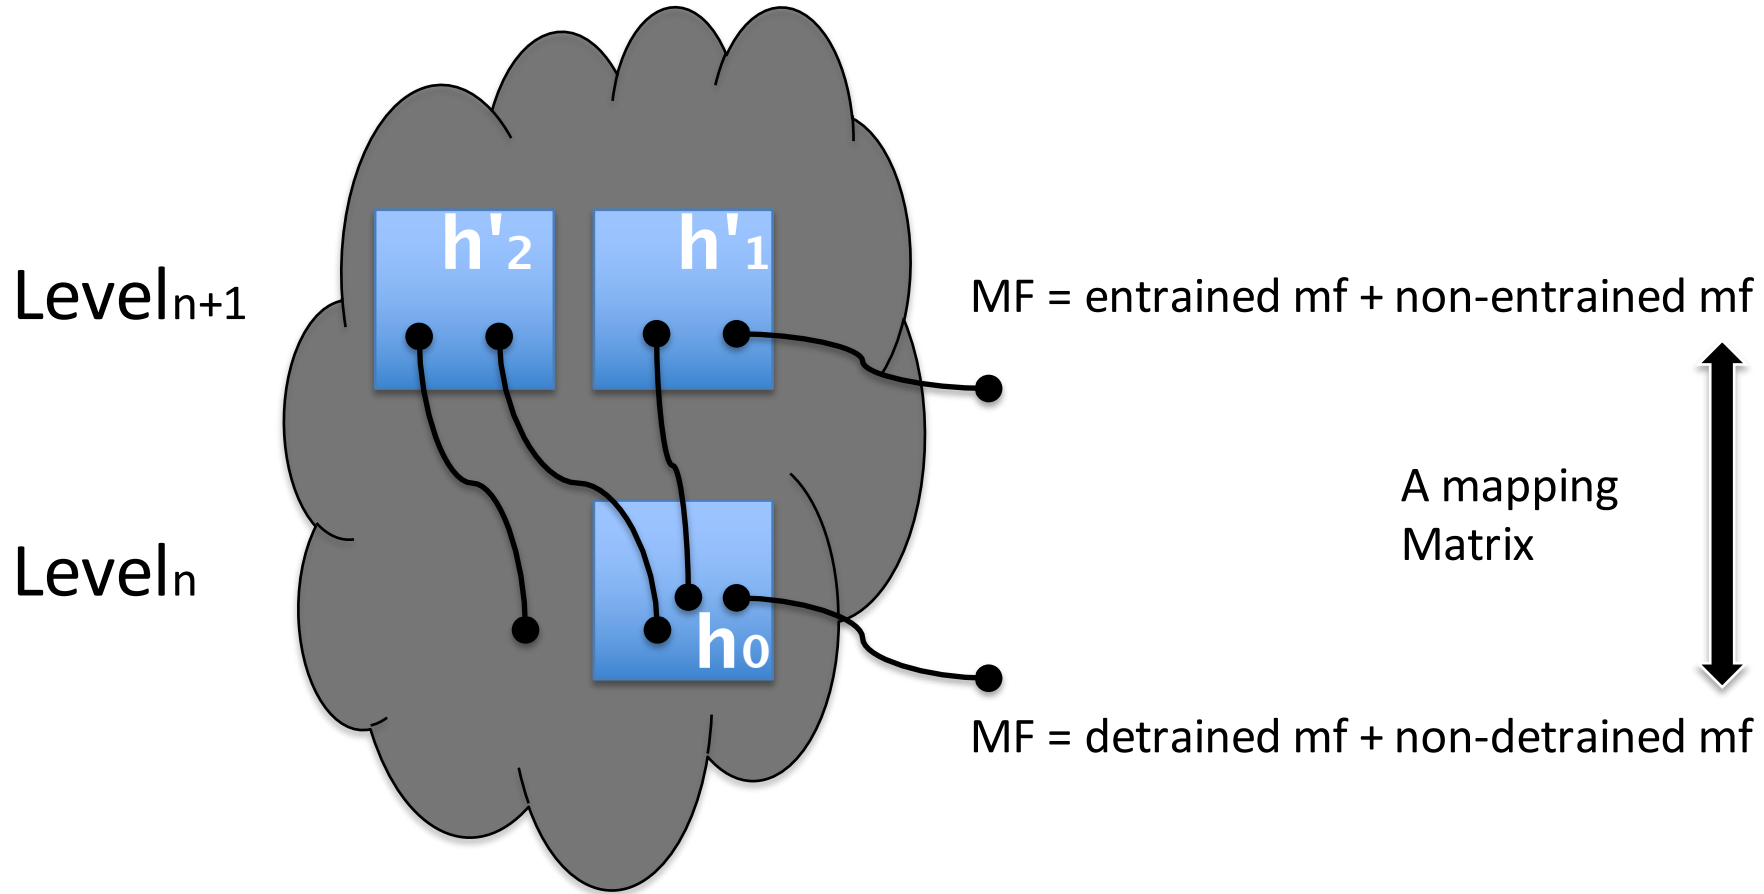 h'2 h'1
Leveln+1
MF = entrained mf + non-entrained mf
A mapping
Matrix
Leveln
h0
MF = detrained mf + non-detrained mf